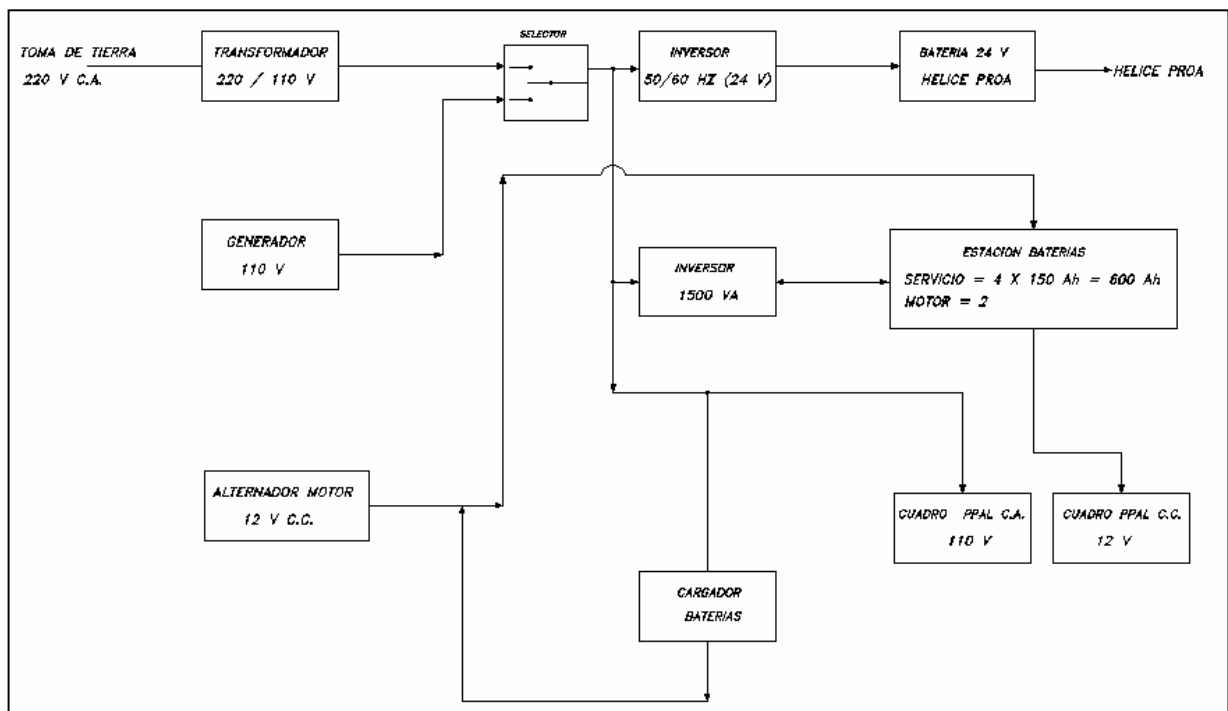 SELECTOR
TOMA DE TIERRA
220 V C.A.
TRANSFORMADOR
220 / 110 V
INVERSOR
50/60 HZ (24 V)
BATERIA 24 V
HELICE PROA
HELICE PROA
GENERADOR
110 V
INVERSOR
1500 VA
ESTACION BATERIAS
SERVICIO = 4 X 150 Ah = 600 Ah
MOTOR = 2
ALTERNADOR MOTOR
12 V C.C.
CUADRO PPAL C.A.
110 V
CUADRO PPAL C.C.
12 V
CARGADOR
BATERIAS